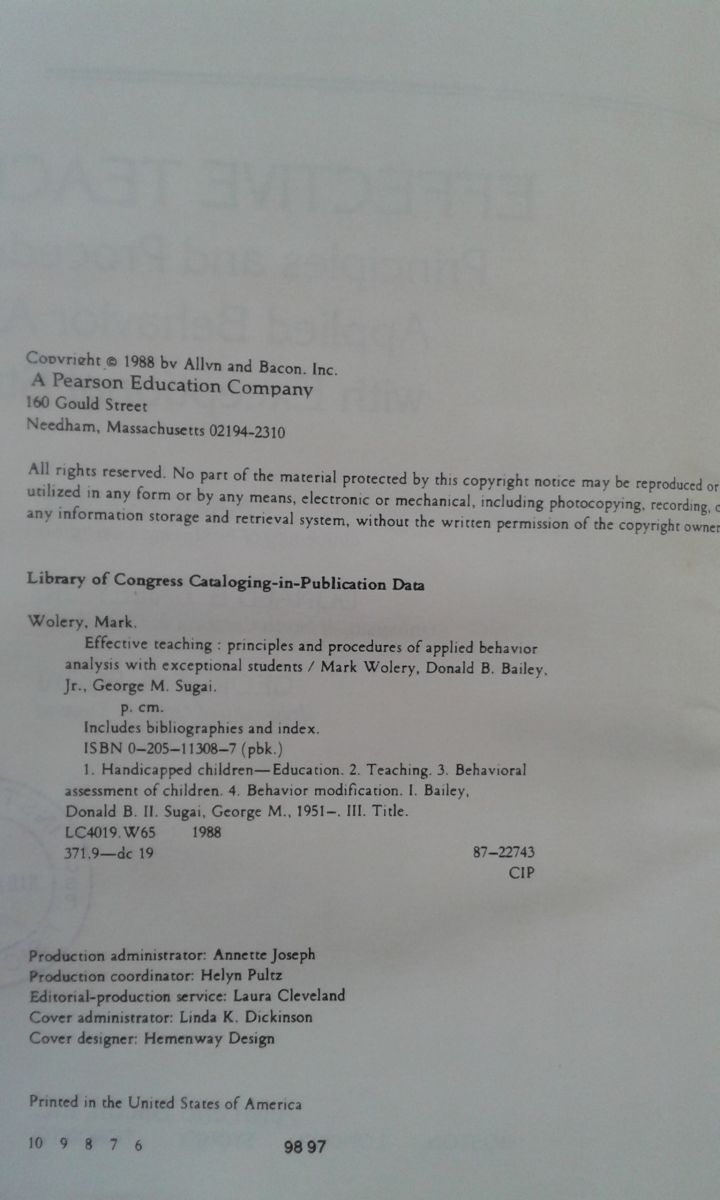 Copyright © 1988 by Allyn and Bacon. Inc.
A Pearson Education Company
160 Gould Street
Needham, Massachusetts 02194-2310
All rights reserved. No part of the material protected by this copyright notice may be reproduced or
utilized in any form or by any means, electronic or mechanical, including photocopying, recording,
any information storage and retrieval system, without the written permission of the copyright owner
Library of Congress Cataloging-in-Publication Data
Wolery, Mark.
Effective teaching : principles and procedures of applied behavior
analysis with exceptional students / Mark Wolery, Donald B. Bailey,
Jr., George M. Sugai.
p. cm.
Includes bibliographies and index.
ISBN 0–205–11308–7 (pbk.)
1. Handicapped children—Education. 2. Teaching. 3. Behavioral
assessment of children. 4. Behavior modification. I. Bailey,
Donald B. II. Sugai, George M., 1951–. III. Title.
LC4019.W65 1988
371.9—dc 19 87–22743
CIP
Production administrator: Annette Joseph
Production coordinator: Helyn Pultz
Editorial-production service: Laura Cleveland
Cover administrator: Linda K. Dickinson
Cover designer: Hemenway Design
Printed in the United States of America
10 9 8 7 6 98 97